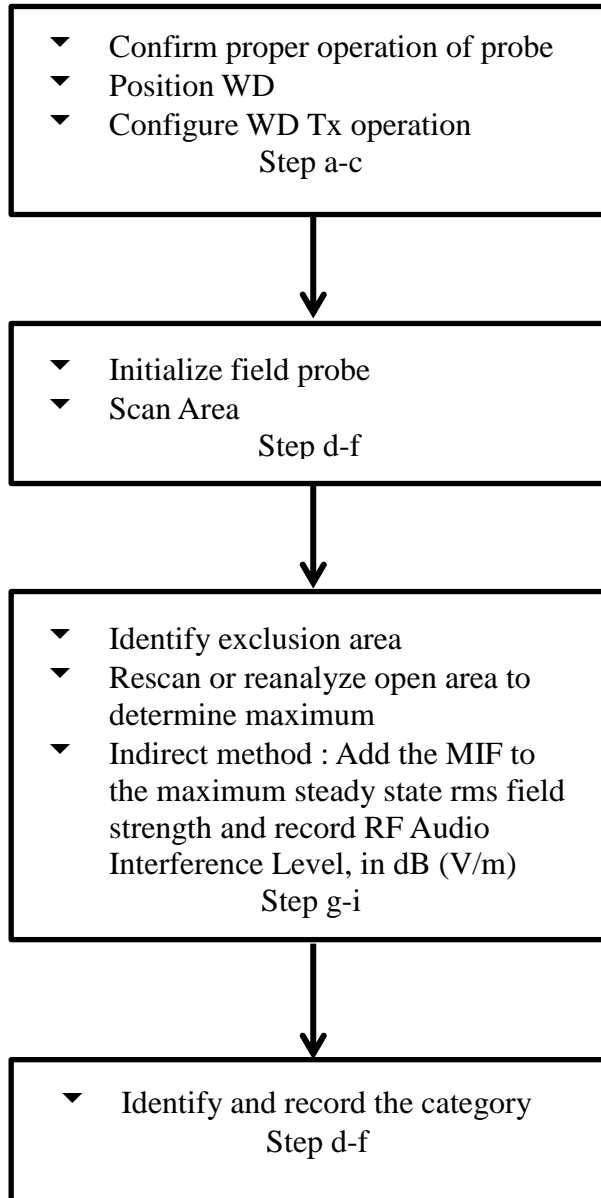 Confirm proper operation of probe
Position WD
Configure WD Tx operation
Step a-c
Initialize field probe
Scan Area
Step d-f
Identify exclusion area
Rescan or reanalyze open area to
determine maximum
Indirect method : Add the MIF to
the maximum steady state rms field
strength and record RF Audio
Interference Level, in dB (V/m)
Step g-i
Identify and record the category
Step d-f